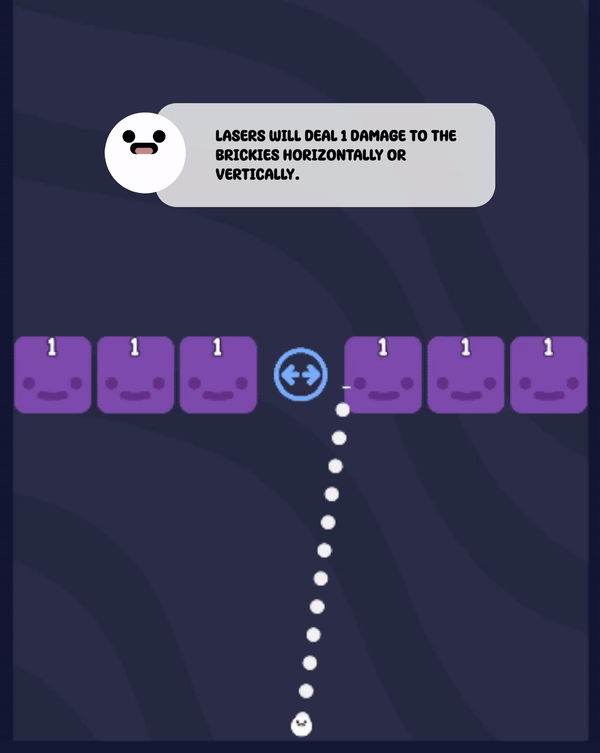 LASERS WILL DEAL 1 DAMAGE TO THE
BRICKIES HORIZONTALLY OR
VERTICALLY.
1 1 1 1 1 1